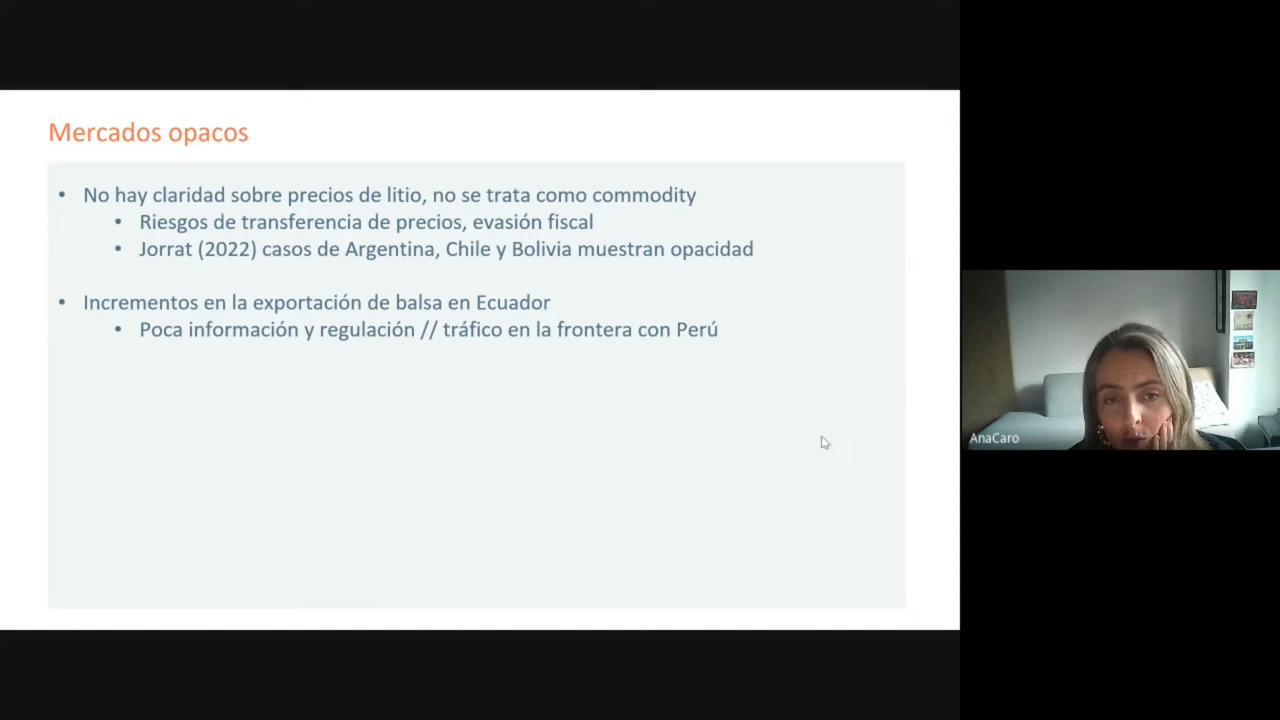 Mercados opacos
• No hay claridad sobre precios de litio, no se trata como commodity
• Riesgos de transferencia de precios, evasión fiscal
• Jorrat (2022) casos de Argentina, Chile y Bolivia muestran opacidad
• Incrementos en la exportación de balsa en Ecuador
• Poca información y regulación // tráfico en la frontera con Perú
AnaCaro